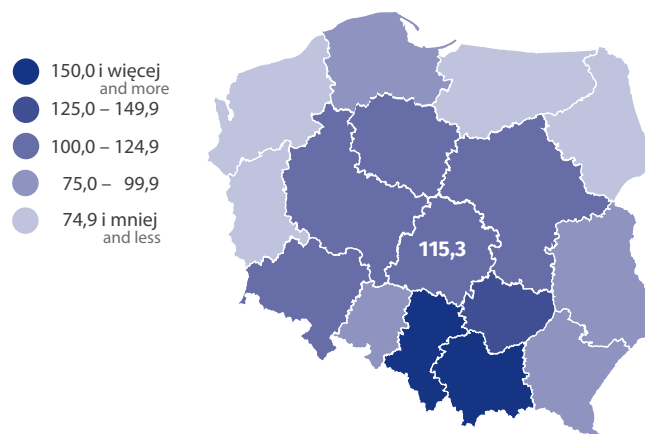 150,0 i więcej
and more
125,0 – 149,9
100,0 – 124,9
75,0 – 99,9
74,9 i mniej
and less
115,3